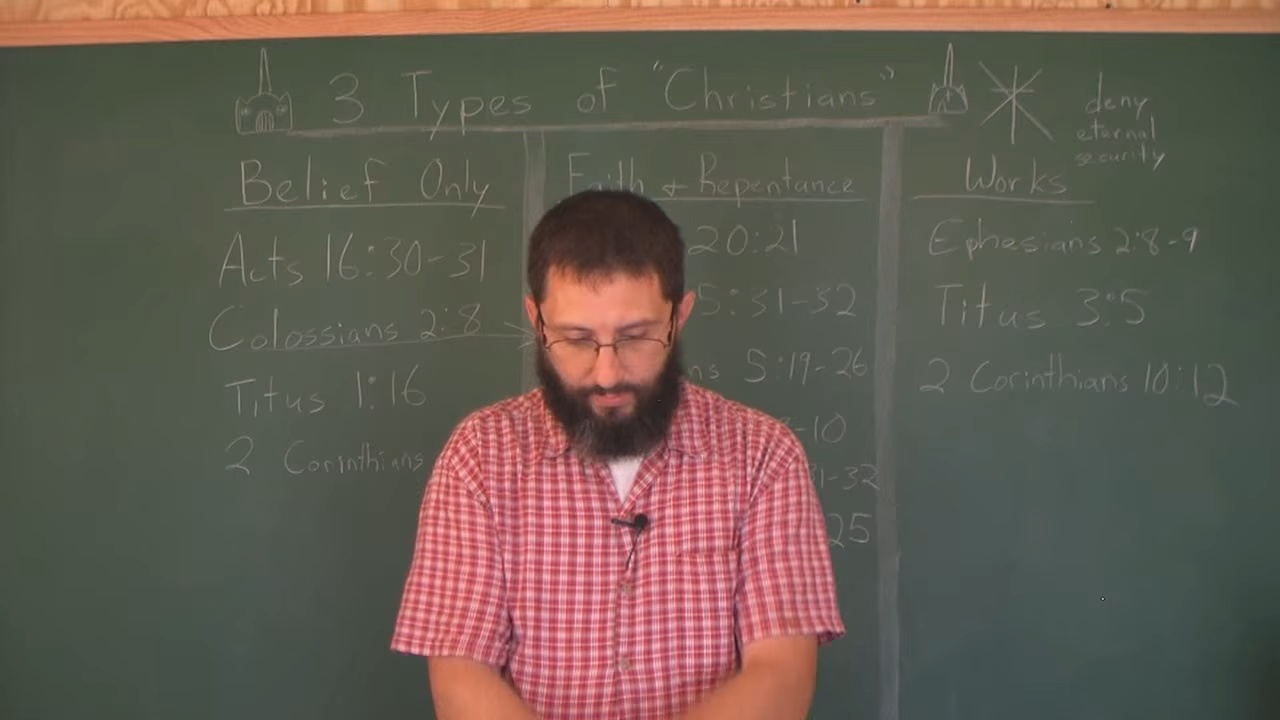 3 Types of "Christians"
deny
eternal
security
Belief Only
Acts 16:30-31
Colossians 2:8
Titus 1:16
2 Corinthians
Faith & Repentance
20:21
5:31-32
5:19-26
-10
1-32
25
Works
Ephesians 2:8-9
Titus 3:5
2 Corinthians 10:12